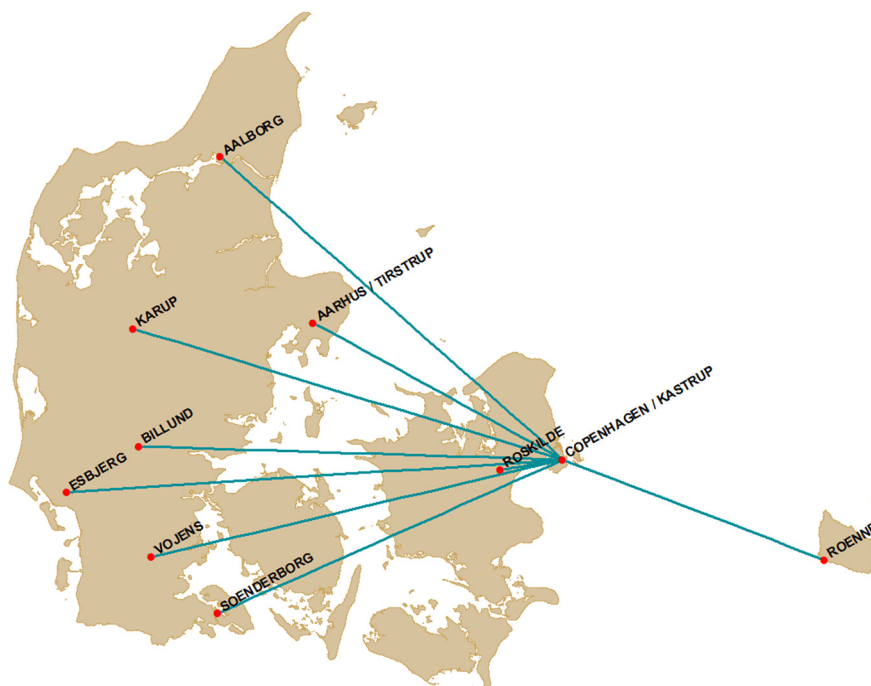 AALBORG
AARHUS / TIRSTRUP
KARUP
COPENHAGEN / KASTRUP
BILLUND
ROSKILDE
ESBJERG
VOJENS
ROENNE
SOENDERBORG